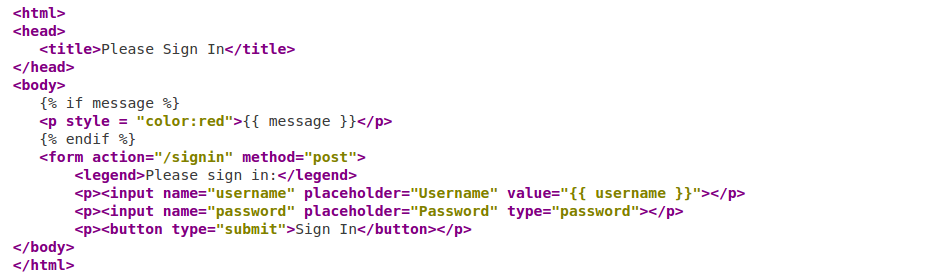 <html>
<head>
<title>Please Sign In</title>
</head>
<body>
{% if message %}
<p style = "color:red">{{ message }}</p>
{% endif %}
<form action="/signin" method="post">
<legend>Please sign in:</legend>
<p><input name="username" placeholder="Username" value="{{ username }}"></p>
<p><input name="password" placeholder="Password" type="password"></p>
<p><button type="submit">Sign In</button></p>
</body>
</html>